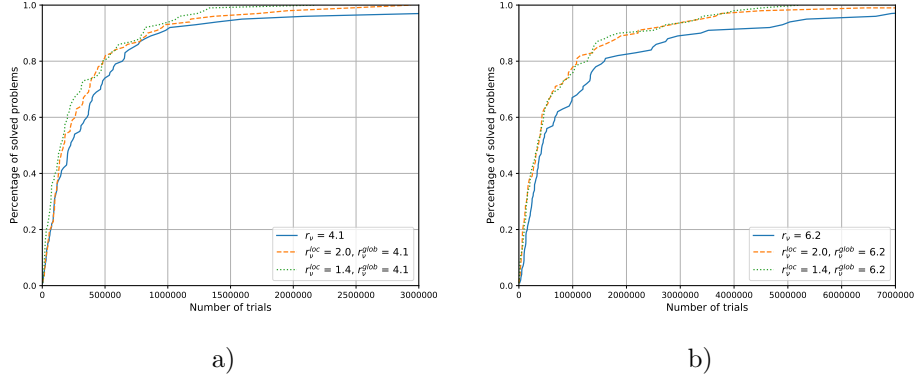 Percentage of solved problems
1.0
0.8
0.6
0.4
0.2
0.0
0 500000 1000000 1500000 2000000 2500000 3000000
Number of trials
r_ν = 4.1
r_ν^{loc} = 2.0, r_ν^{glob} = 4.1
r_ν^{loc} = 1.4, r_ν^{glob} = 4.1
a)
Percentage of solved problems
1.0
0.8
0.6
0.4
0.2
0.0
0 1000000 2000000 3000000 4000000 5000000 6000000 7000000
Number of trials
r_ν = 6.2
r_ν^{loc} = 2.0, r_ν^{glob} = 6.2
r_ν^{loc} = 1.4, r_ν^{glob} = 6.2
b)